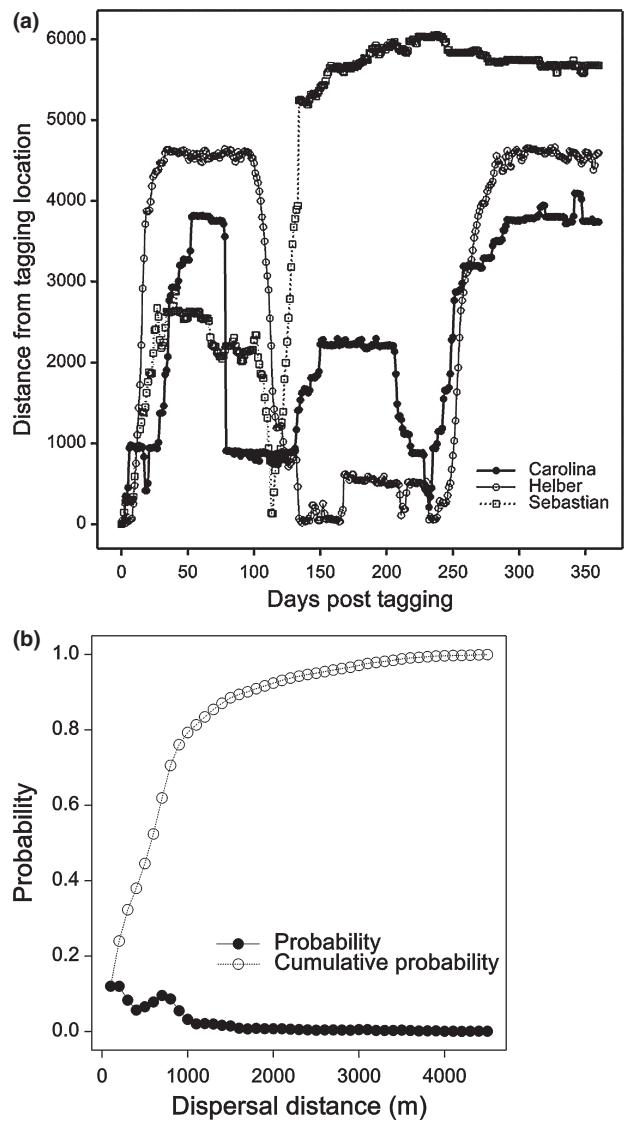 (a)
6000
5000
4000
3000
2000
1000
0
Distance from tagging location
Carolina
Helber
Sebastian
0 50 100 150 200 250 300 350
Days post tagging
(b)
1.0
0.8
0.6
0.4
0.2
0.0
Probability
Probability
Cumulative probability
0 1000 2000 3000 4000
Dispersal distance (m)